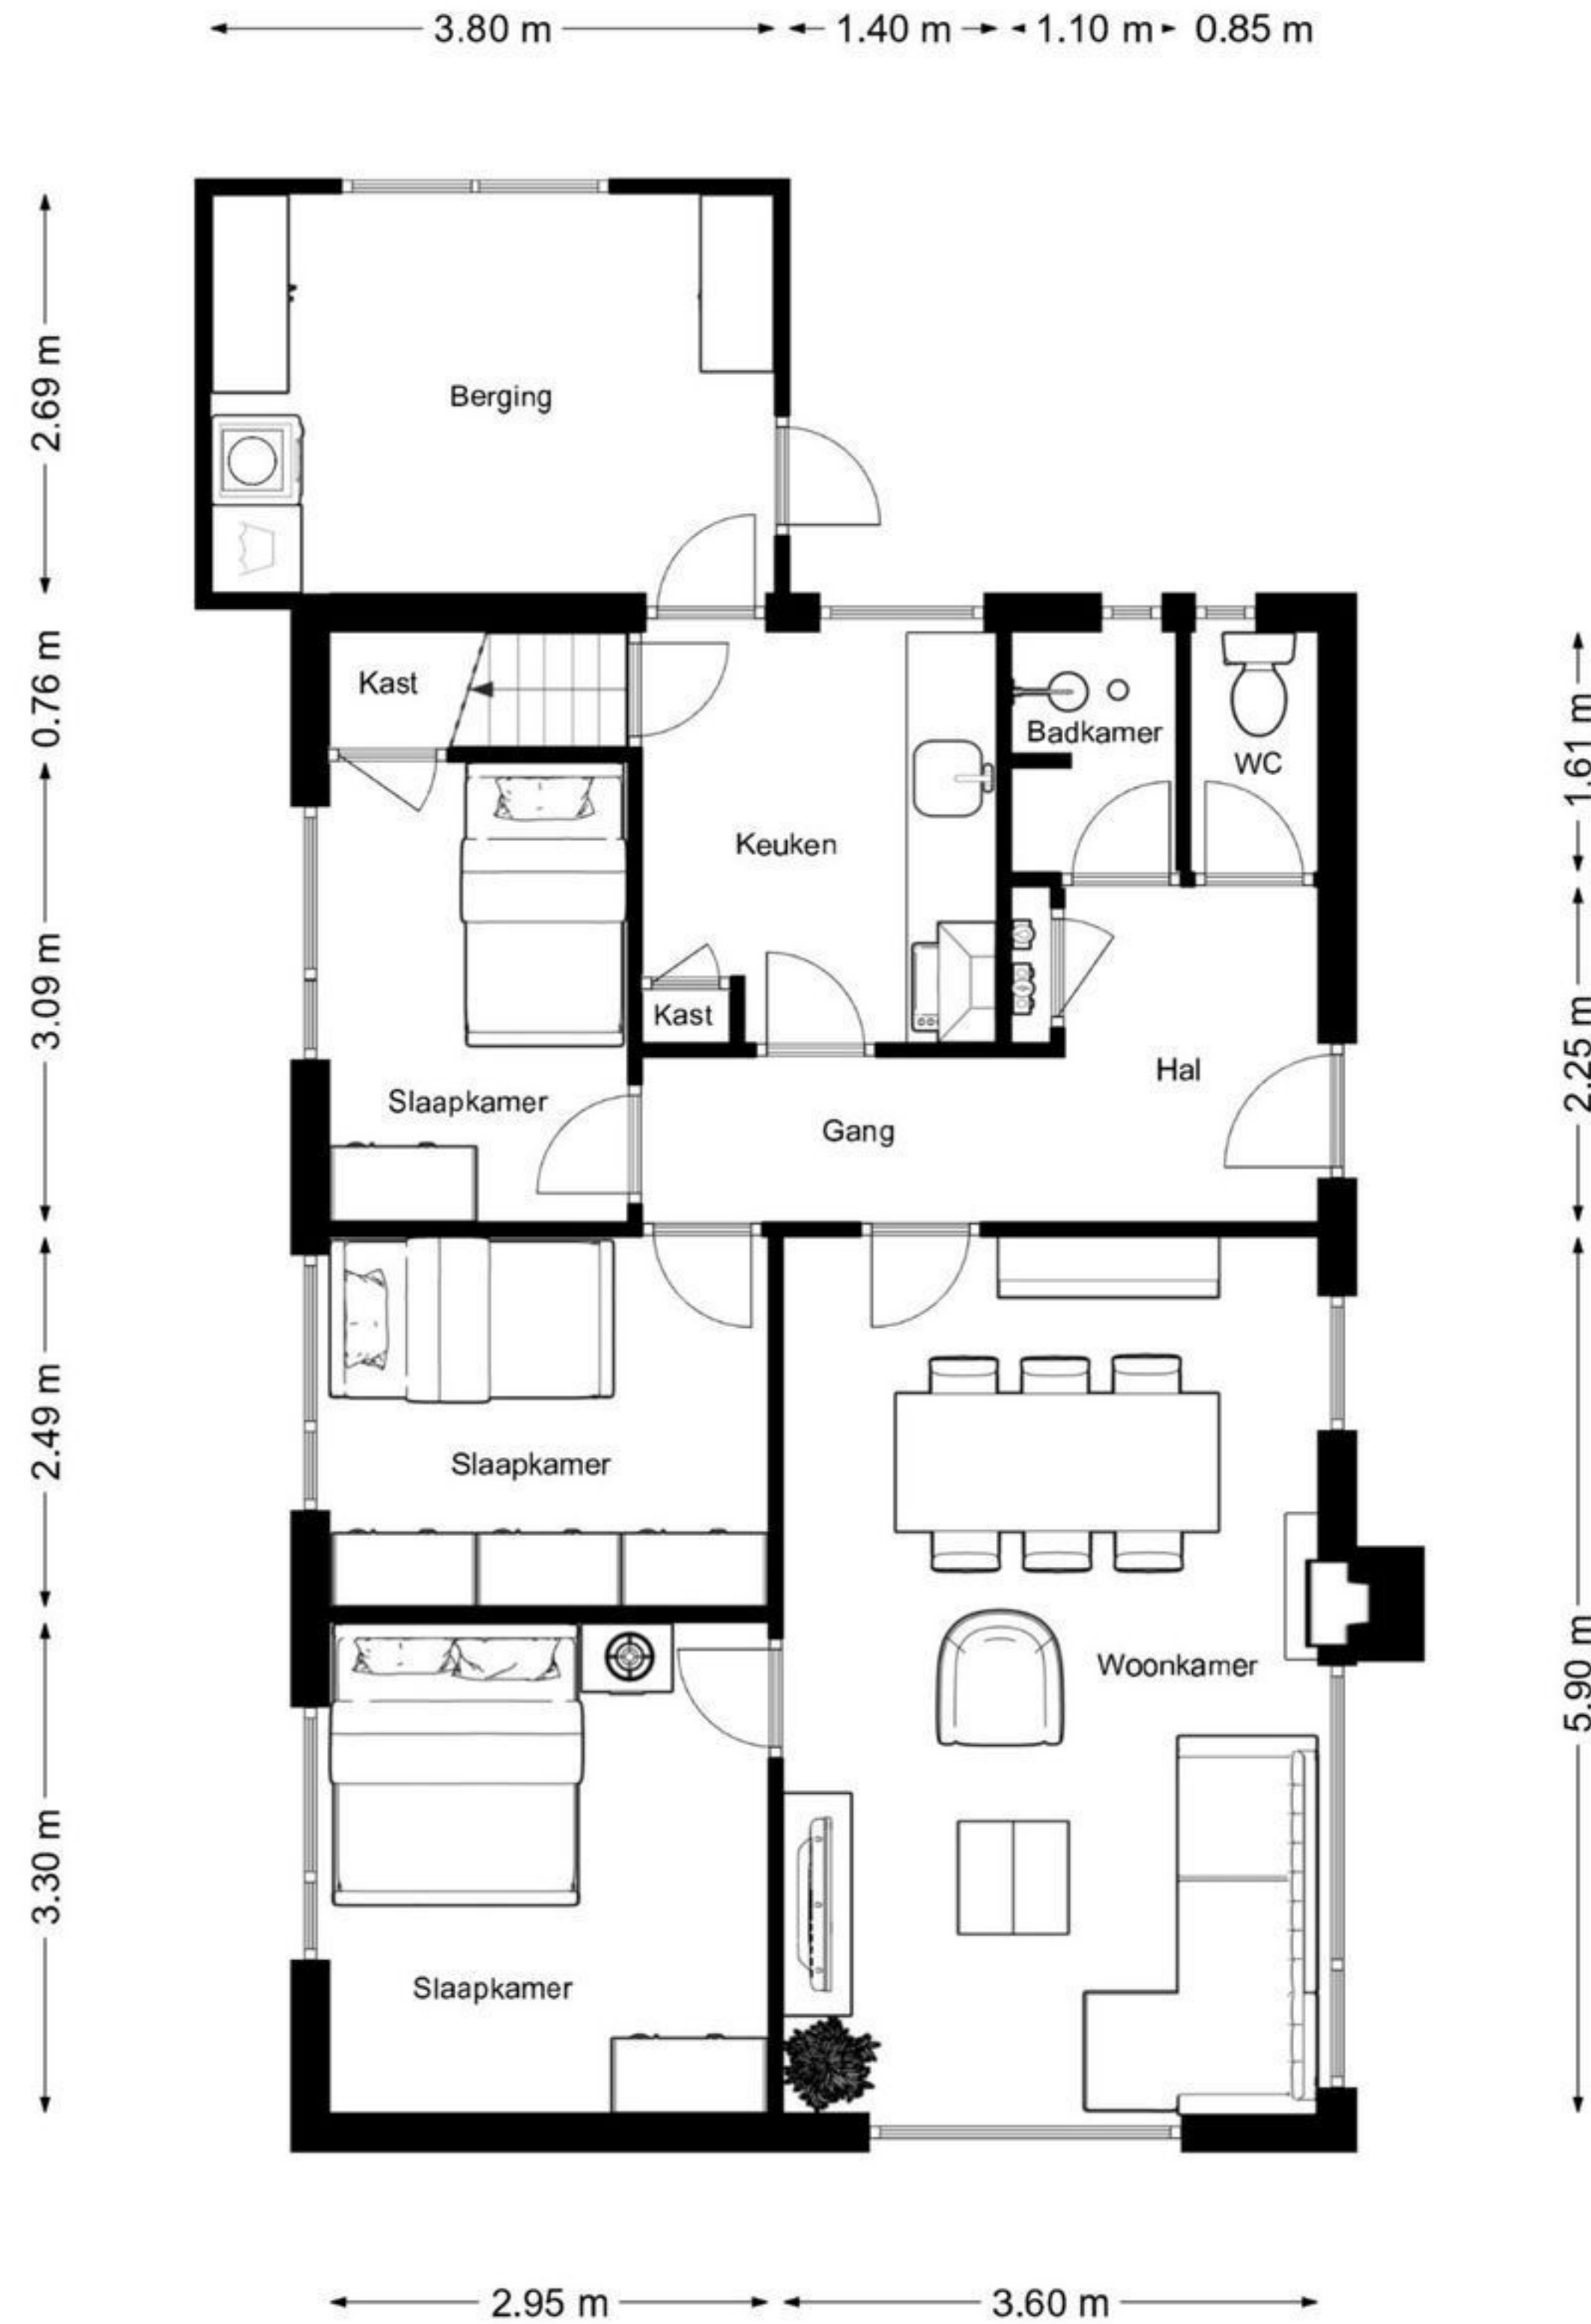 3.80 m 1.40 m 1.10 m 0.85 m
2.69 m
Berging
0.76 m
Kast
Badkamer
WC
1.61 m
Keuken
3.09 m
Kast
Slaapkamer
Gang
Hal
2.25 m
2.49 m
Slaapkamer
Woonkamer
5.90 m
3.30 m
Slaapkamer
2.95 m 3.60 m